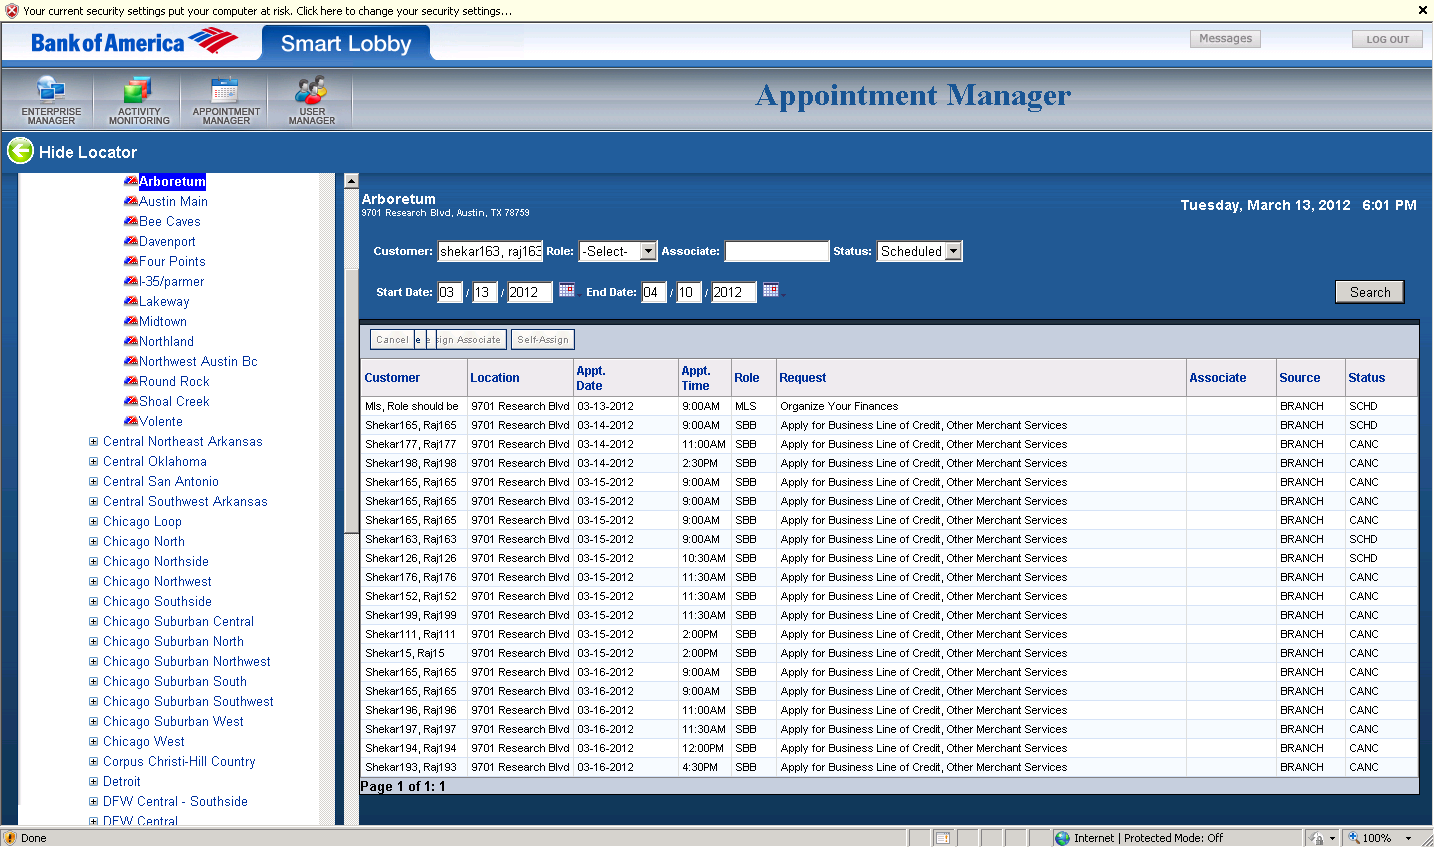 Your current security settings put your computer at risk. Click here to change your security settings...
Bank of America Smart Lobby Messages LOG OUT
ENTERPRISE MANAGER ACTIVITY MONITORING APPOINTMENT MANAGER USER MANAGER
Appointment Manager
Hide Locator
Arboretum
Austin Main
Bee Caves
Davenport
Four Points
I-35/parmer
Lakeway
Midtown
Northland
Northwest Austin Bc
Round Rock
Shoal Creek
Volente
Central Northeast Arkansas
Central Oklahoma
Central San Antonio
Central Southwest Arkansas
Chicago Loop
Chicago North
Chicago Northside
Chicago Northwest
Chicago Southside
Chicago Suburban Central
Chicago Suburban North
Chicago Suburban Northwest
Chicago Suburban South
Chicago Suburban Southwest
Chicago Suburban West
Chicago West
Corpus Christi-Hill Country
Detroit
DFW Central - Southside
DFW Central
Arboretum
9701 Research Blvd, Austin, TX 78759
Tuesday, March 13, 2012 6:01 PM
Customer: shekar163, raj163 Role: -Select- Associate: Status: Scheduled
Start Date: 03 / 13 / 2012 End Date: 04 / 10 / 2012 Search
Cancel e e sign Associate Self-Assign
Customer Location Appt. Date Appt. Time Role Request Associate Source Status
Mls, Role should be 9701 Research Blvd 03-13-2012 9:00AM MLS Organize Your Finances BRANCH SCHD
Shekar165, Raj165 9701 Research Blvd 03-14-2012 9:00AM SBB Apply for Business Line of Credit, Other Merchant Services BRANCH SCHD
Shekar177, Raj177 9701 Research Blvd 03-14-2012 11:00AM SBB Apply for Business Line of Credit, Other Merchant Services BRANCH CANC
Shekar198, Raj198 9701 Research Blvd 03-14-2012 2:30PM SBB Apply for Business Line of Credit, Other Merchant Services BRANCH CANC
Shekar165, Raj165 9701 Research Blvd 03-15-2012 9:00AM SBB Apply for Business Line of Credit, Other Merchant Services BRANCH CANC
Shekar165, Raj165 9701 Research Blvd 03-15-2012 9:00AM SBB Apply for Business Line of Credit, Other Merchant Services BRANCH CANC
Shekar165, Raj165 9701 Research Blvd 03-15-2012 9:00AM SBB Apply for Business Line of Credit, Other Merchant Services BRANCH CANC
Shekar163, Raj163 9701 Research Blvd 03-15-2012 9:00AM SBB Apply for Business Line of Credit, Other Merchant Services BRANCH SCHD
Shekar126, Raj126 9701 Research Blvd 03-15-2012 10:30AM SBB Apply for Business Line of Credit, Other Merchant Services BRANCH SCHD
Shekar176, Raj176 9701 Research Blvd 03-15-2012 11:30AM SBB Apply for Business Line of Credit, Other Merchant Services BRANCH CANC
Shekar152, Raj152 9701 Research Blvd 03-15-2012 11:30AM SBB Apply for Business Line of Credit, Other Merchant Services BRANCH CANC
Shekar199, Raj199 9701 Research Blvd 03-15-2012 11:30AM SBB Apply for Business Line of Credit, Other Merchant Services BRANCH CANC
Shekar111, Raj111 9701 Research Blvd 03-15-2012 2:00PM SBB Apply for Business Line of Credit, Other Merchant Services BRANCH CANC
Shekar15, Raj15 9701 Research Blvd 03-15-2012 2:00PM SBB Apply for Business Line of Credit, Other Merchant Services BRANCH CANC
Shekar165, Raj165 9701 Research Blvd 03-16-2012 9:00AM SBB Apply for Business Line of Credit, Other Merchant Services BRANCH CANC
Shekar165, Raj165 9701 Research Blvd 03-16-2012 9:00AM SBB Apply for Business Line of Credit, Other Merchant Services BRANCH CANC
Shekar196, Raj196 9701 Research Blvd 03-16-2012 11:00AM SBB Apply for Business Line of Credit, Other Merchant Services BRANCH CANC
Shekar197, Raj197 9701 Research Blvd 03-16-2012 11:30AM SBB Apply for Business Line of Credit, Other Merchant Services BRANCH CANC
Shekar194, Raj194 9701 Research Blvd 03-16-2012 12:00PM SBB Apply for Business Line of Credit, Other Merchant Services BRANCH CANC
Shekar193, Raj193 9701 Research Blvd 03-16-2012 4:30PM SBB Apply for Business Line of Credit, Other Merchant Services BRANCH CANC
Page 1 of 1: 1
Done Internet | Protected Mode: Off 100%